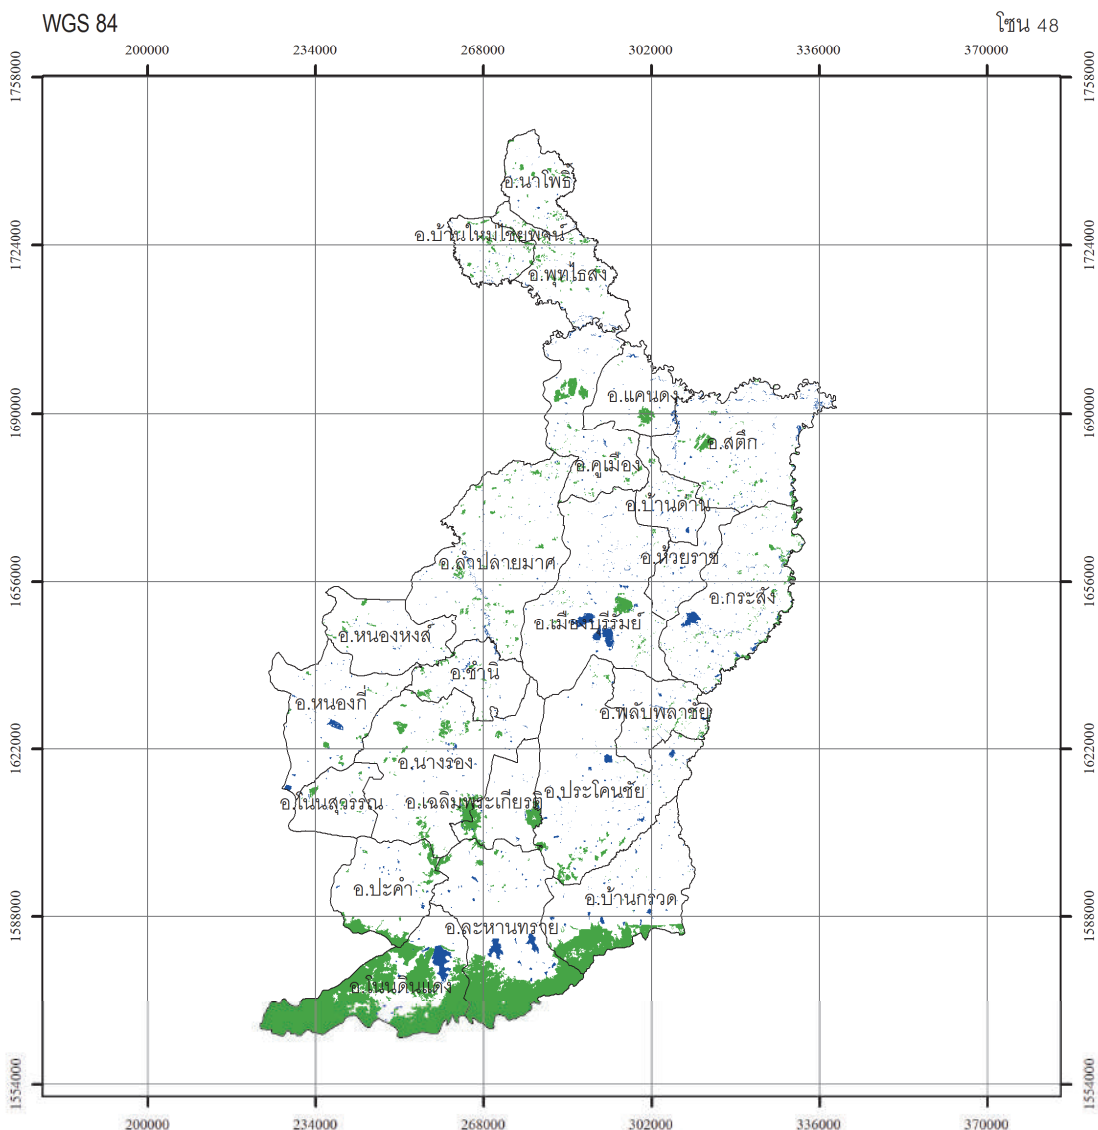 WGS 84
โซน 48
200000 234000 268000 302000 336000 370000
1758000 1758000
อ.นาโพธิ์
อ.บ้านใหม่ไชยพจน์
1724000 1724000
อ.พุทไธสง
อ.แคนดง
1690000 1690000
อ.สตึก
อ.คูเมือง
อ.บ้านด่าน
อ.ห้วยราช
อ.ลำปลายมาศ
1656000 1656000
อ.กระสัง
อ.เมืองบุรีรัมย์
อ.หนองหงส์
อ.ชำนิ
อ.หนองกี่
อ.พลับพลาชัย
1622000 1622000
อ.นางรอง
อ.ประโคนชัย
อ.โนนสุวรรณ อ.เฉลิมพระเกียรติ
อ.ปะคำ
อ.บ้านกรวด
1588000 1588000
อ.ละหานทราย
อ.โนนดินแดง
1554000 1554000
200000 234000 268000 302000 336000 370000